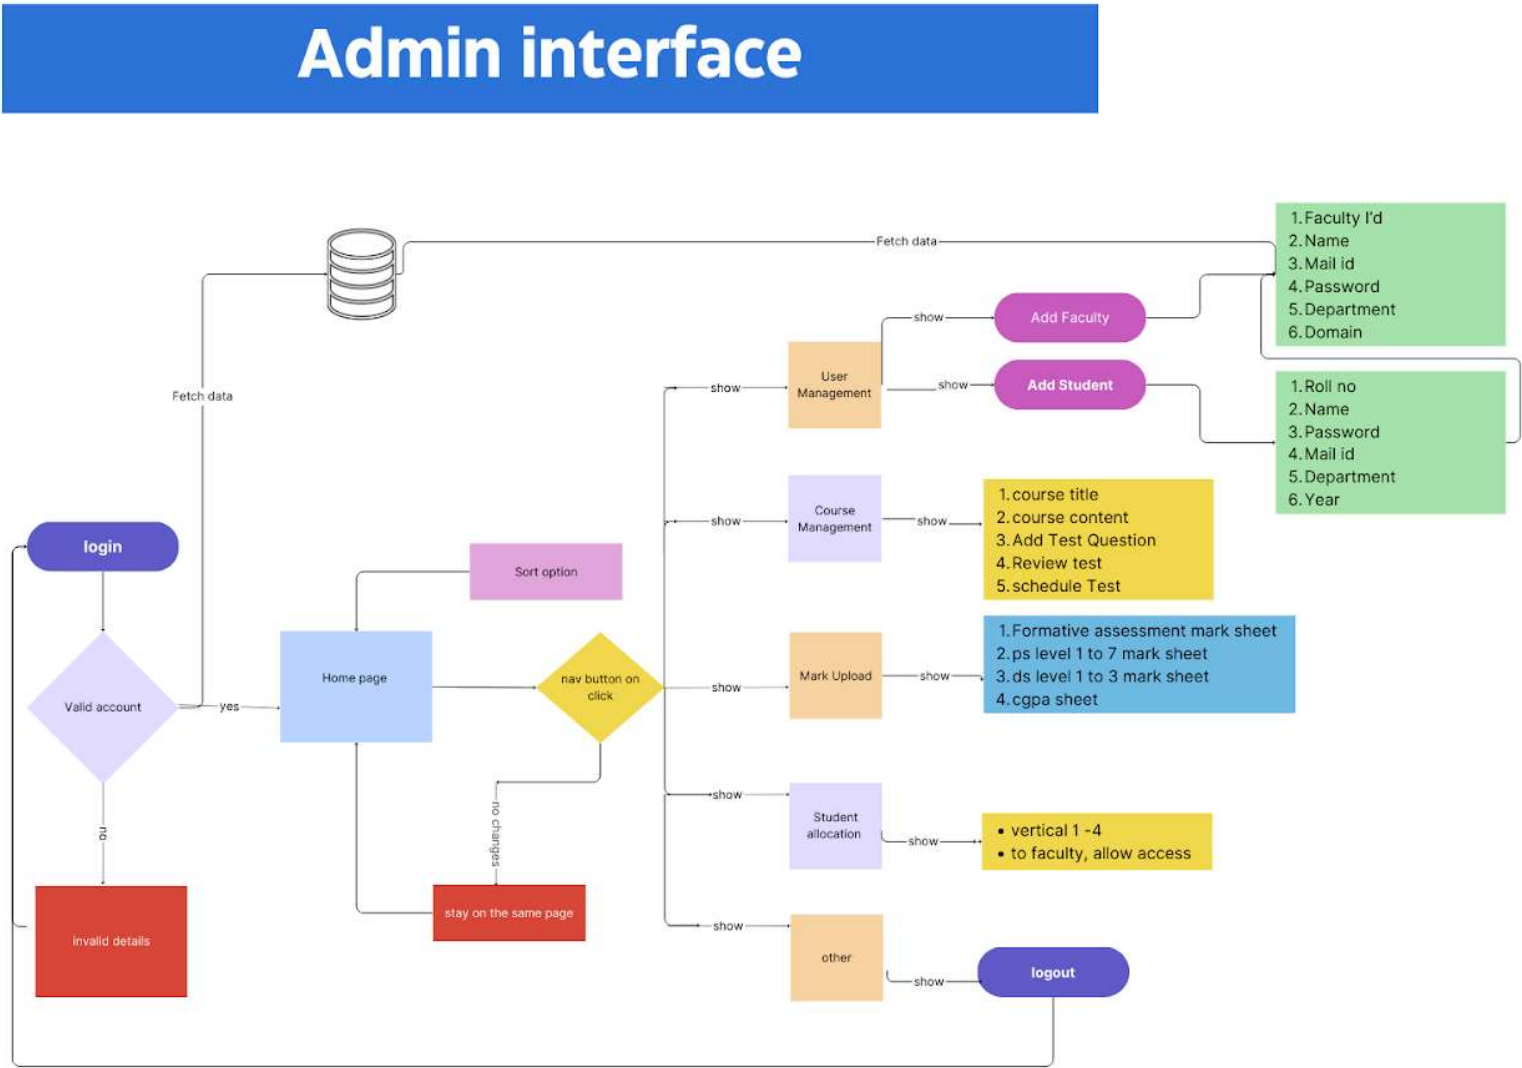 Admin interface
Fetch data
1. Faculty I'd
2. Name
3. Mail id
4. Password
5. Department
6. Domain
show
Add Faculty
User
Management
show
Add Student
show
1. Roll no
2. Name
3. Password
4. Mail id
5. Department
6. Year
Fetch data
Course
Management
show
show
1. course title
2. course content
3. Add Test Question
4. Review test
5. schedule Test
login
Sort option
Valid account
yes
Home page
nav button on
click
show
Mark Upload
show
1. Formative assessment mark sheet
2. ps level 1 to 7 mark sheet
3. ds level 1 to 3 mark sheet
4. cgpa sheet
no
no changes
show
Student
allocation
show
• vertical 1 -4
• to faculty, allow access
invalid details
stay on the same page
show
other
show
logout